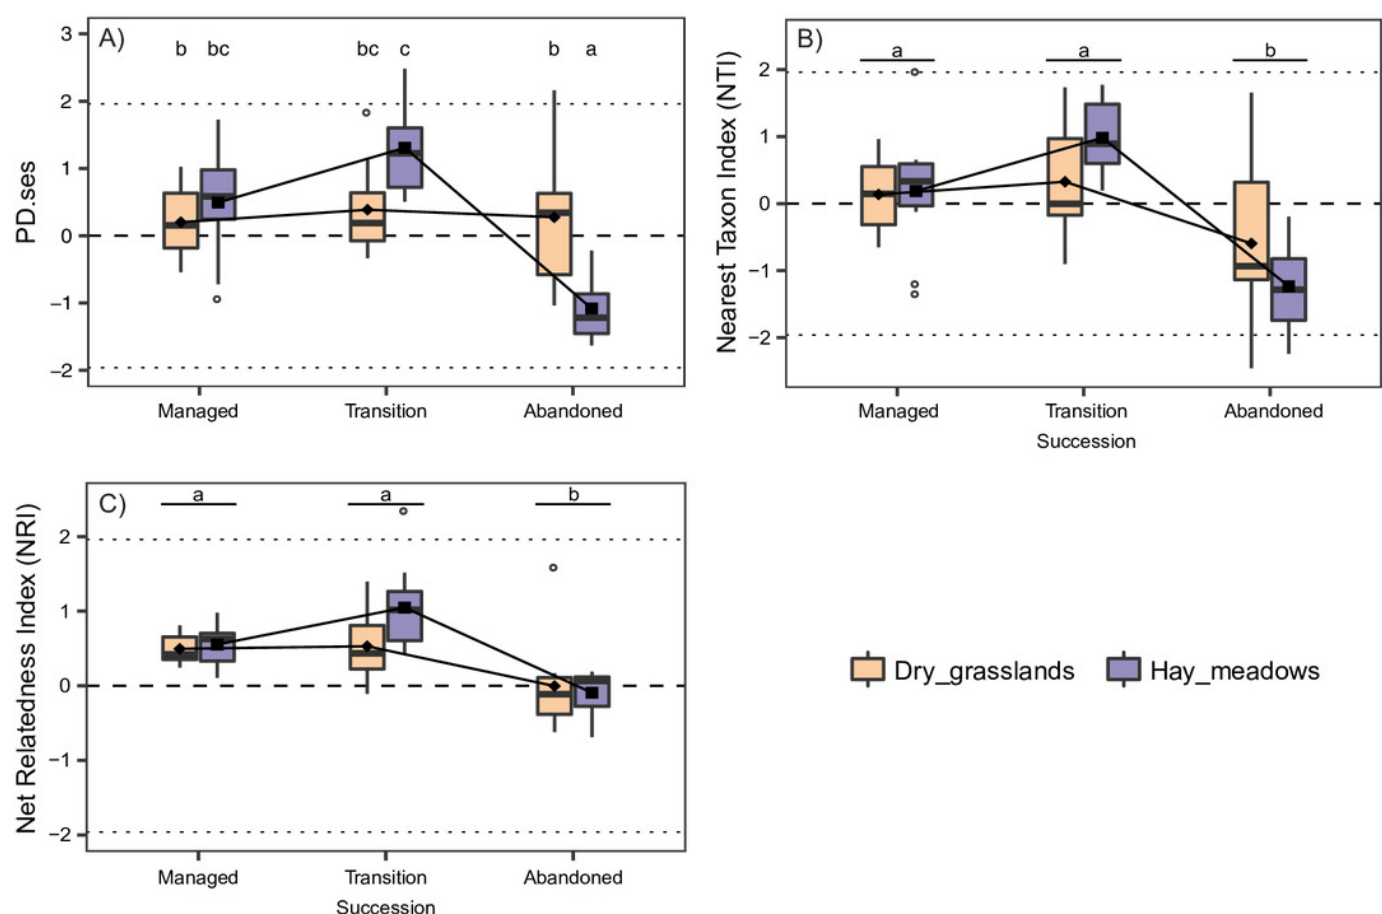 A)
b bc bc c b a
PD.ses
3
2
1
0
−1
−2
Managed Transition Abandoned
B)
a a b
Nearest Taxon Index (NTI)
2
1
0
−1
−2
Managed Transition Abandoned
Succession
C)
a a b
Net Relatedness Index (NRI)
2
1
0
−1
−2
Managed Transition Abandoned
Succession
Dry_grasslands Hay_meadows